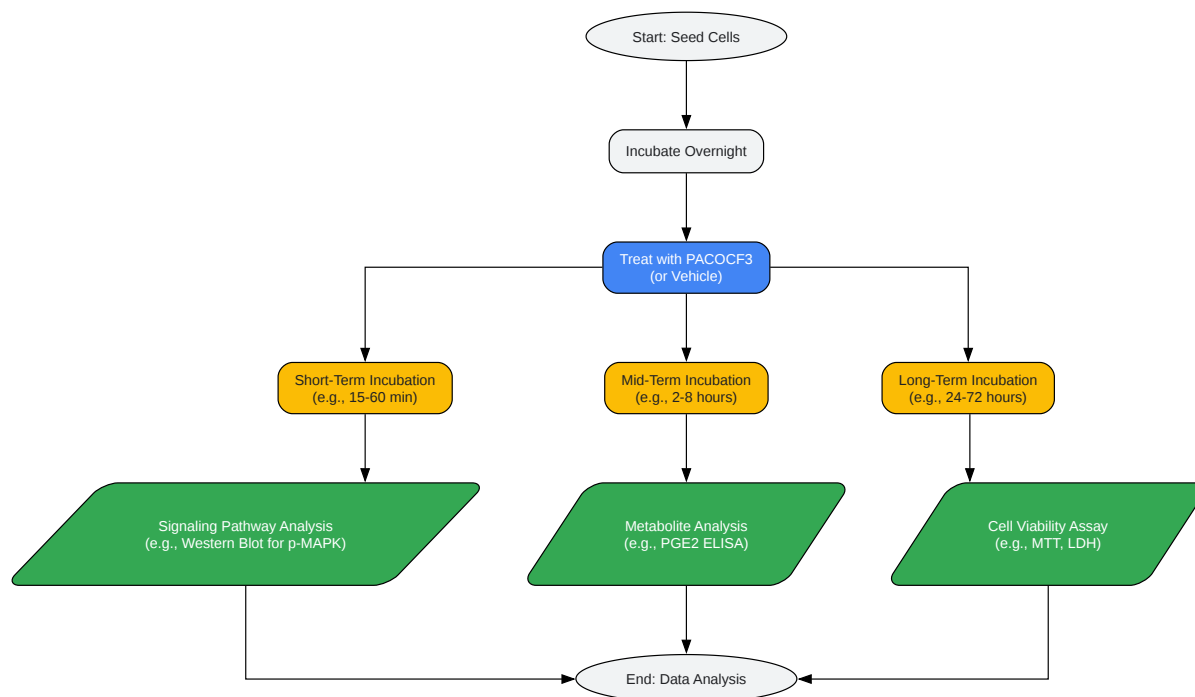 Start: Seed Cells
Incubate Overnight
Treat with PACOCF3
(or Vehicle)
Short-Term Incubation
(e.g., 15-60 min)
Mid-Term Incubation
(e.g., 2-8 hours)
Long-Term Incubation
(e.g., 24-72 hours)
Signaling Pathway Analysis
(e.g., Western Blot for p-MAPK)
Metabolite Analysis
(e.g., PGE2 ELISA)
Cell Viability Assay
(e.g., MTT, LDH)
End: Data Analysis